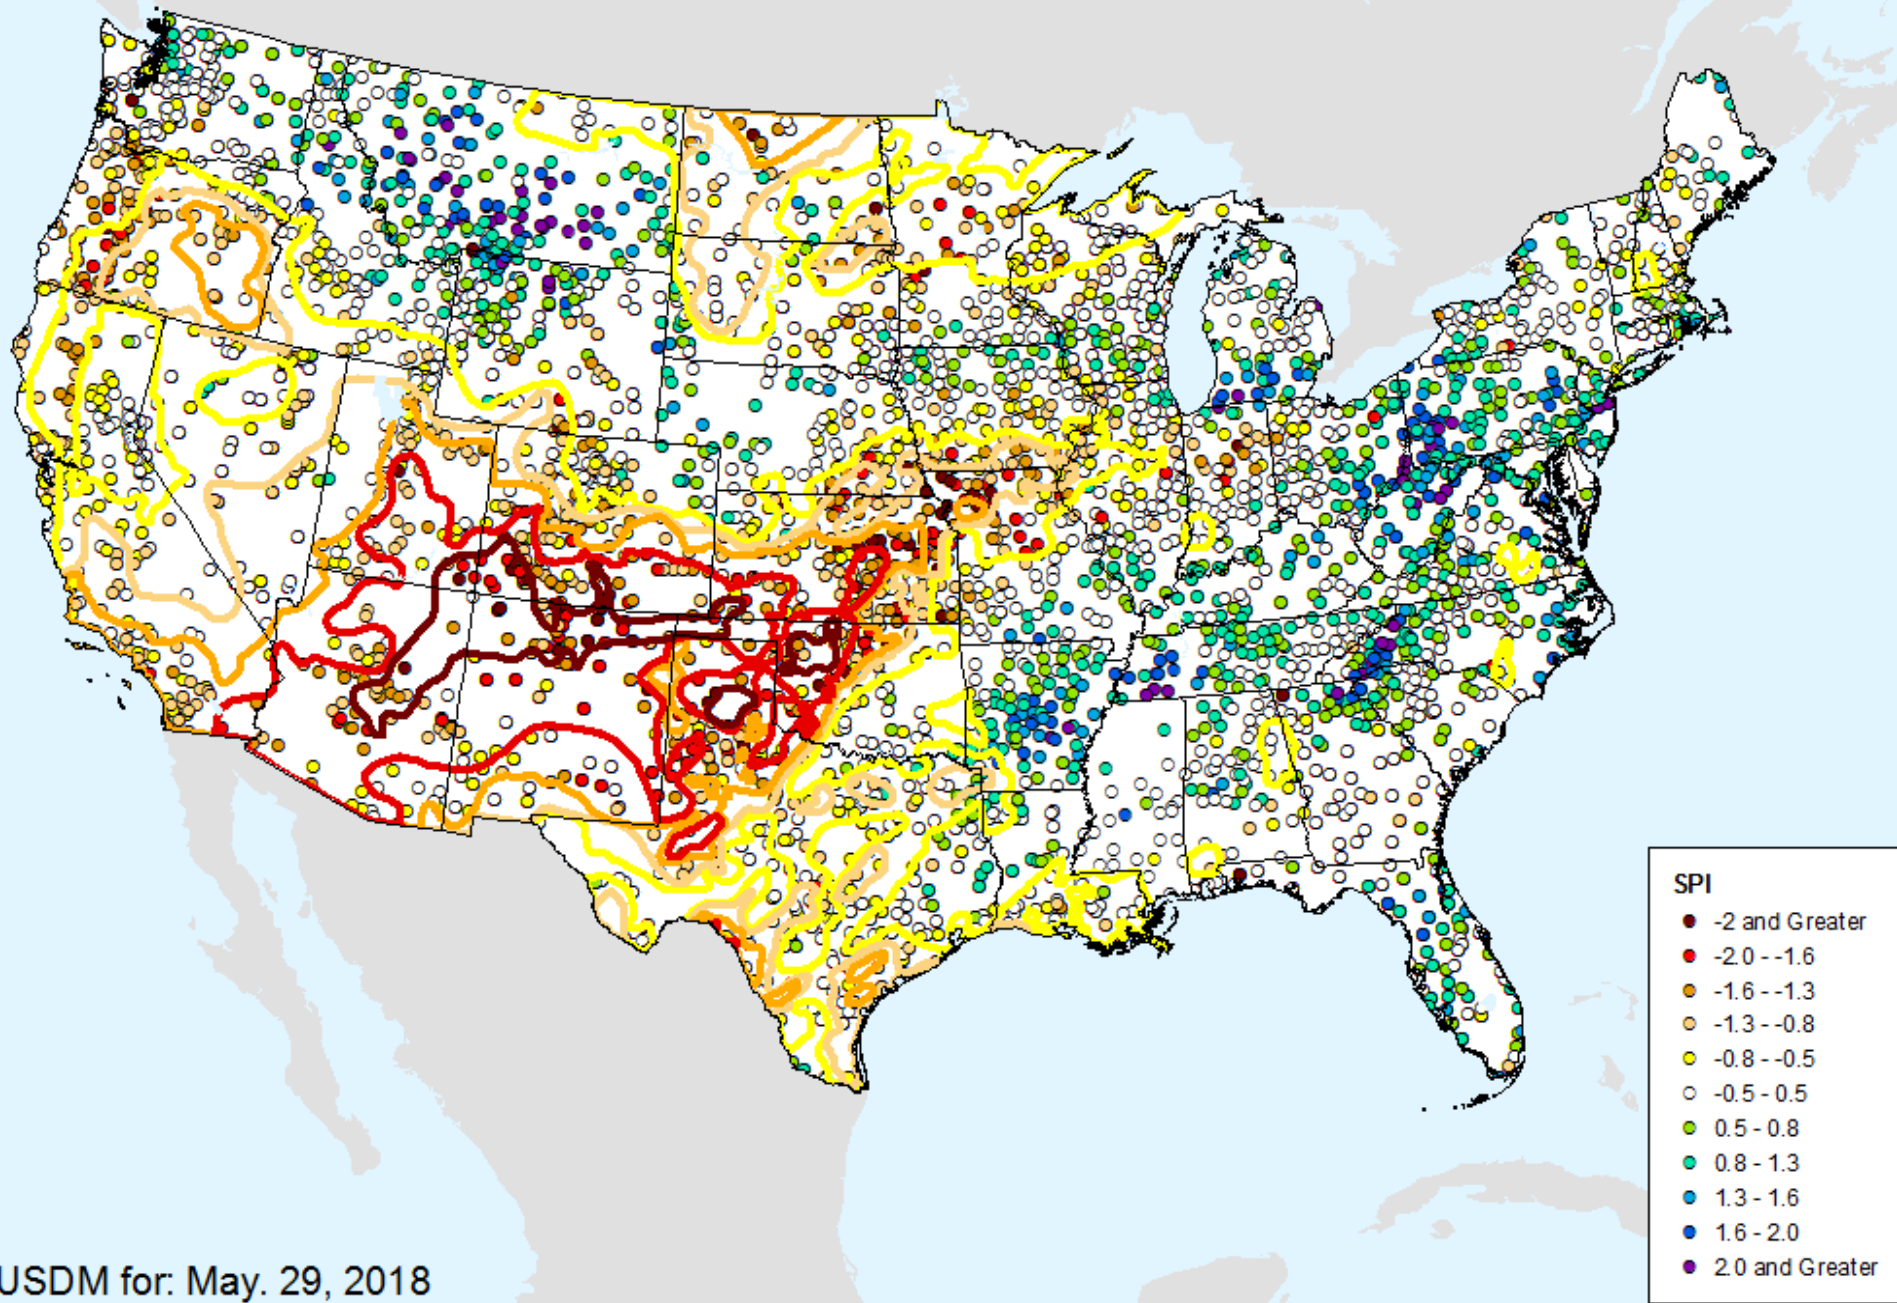 SPI
-2 and Greater
-2.0 - -1.6
-1.6 - -1.3
-1.3 - -0.8
-0.8 - -0.5
-0.5 - 0.5
0.5 - 0.8
0.8 - 1.3
1.3 - 1.6
1.6 - 2.0
2.0 and Greater
USDM for: May. 29, 2018